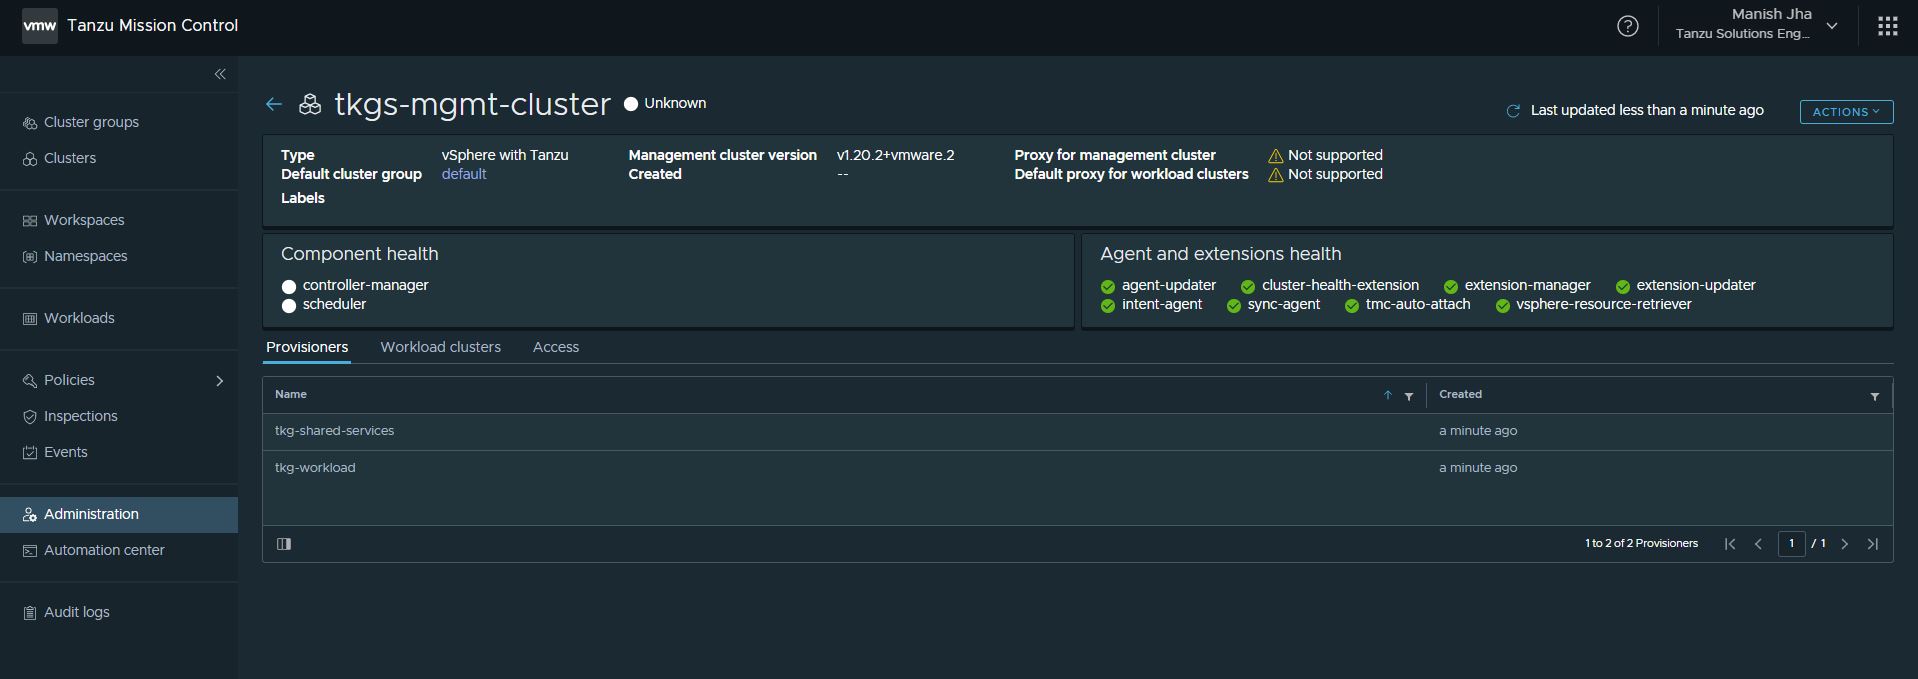 vmw Tanzu Mission Control
Manish Jha
Tanzu Solutions Eng...
Cluster groups
Clusters
Workspaces
Namespaces
Workloads
Policies
Inspections
Events
Administration
Automation center
Audit logs
tkgs-mgmt-cluster Unknown
Last updated less than a minute ago
ACTIONS
Type vSphere with Tanzu
Default cluster group default
Labels
Management cluster version v1.20.2+vmware.2
Created --
Proxy for management cluster Not supported
Default proxy for workload clusters Not supported
Component health
controller-manager
scheduler
Agent and extensions health
agent-updater cluster-health-extension extension-manager extension-updater
intent-agent sync-agent tmc-auto-attach vsphere-resource-retriever
Provisioners Workload clusters Access
Name Created
tkg-shared-services a minute ago
tkg-workload a minute ago
1 to 2 of 2 Provisioners 1 / 1